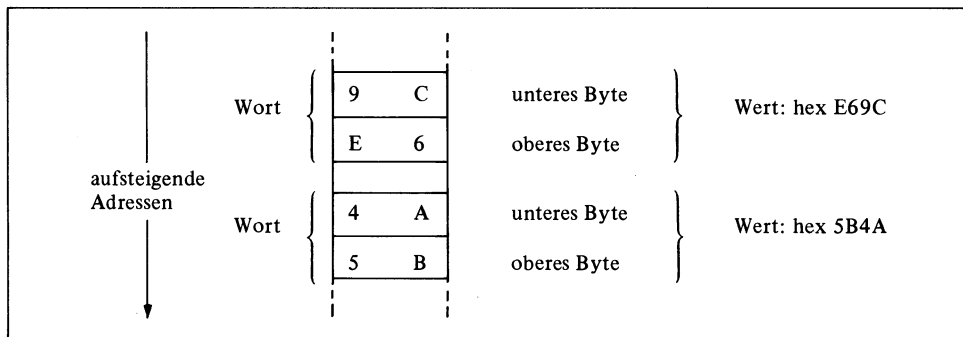 9 C unteres Byte
Wort Wert: hex E69C
E 6 oberes Byte
aufsteigende
Adressen
4 A unteres Byte
Wort Wert: hex 5B4A
5 B oberes Byte